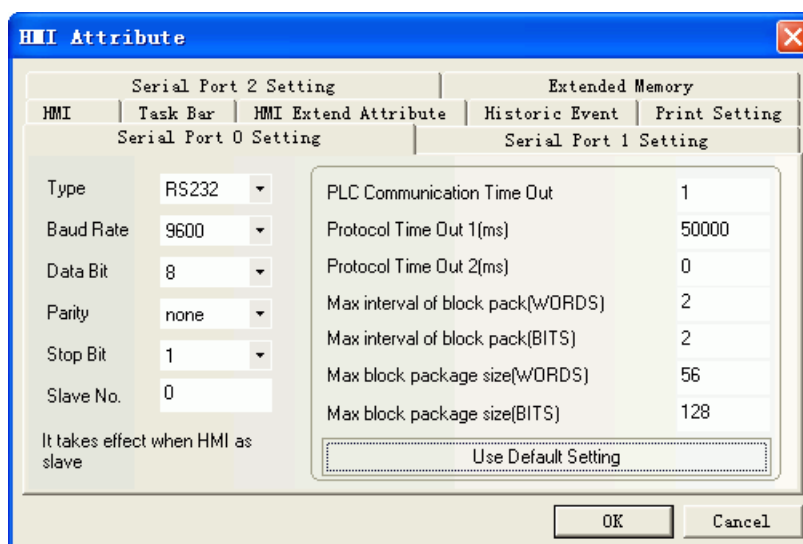 HMI Attribute
Serial Port 2 Setting Extended Memory
HMI Task Bar HMI Extend Attribute Historic Event Print Setting
Serial Port 0 Setting Serial Port 1 Setting
Type RS232
Baud Rate 9600
Data Bit 8
Parity none
Stop Bit 1
Slave No. 0
It takes effect when HMI as
slave
PLC Communication Time Out 1
Protocol Time Out 1(ms) 50000
Protocol Time Out 2(ms) 0
Max interval of block pack(WORDS) 2
Max interval of block pack(BITS) 2
Max block package size(WORDS) 56
Max block package size(BITS) 128
Use Default Setting
OK Cancel